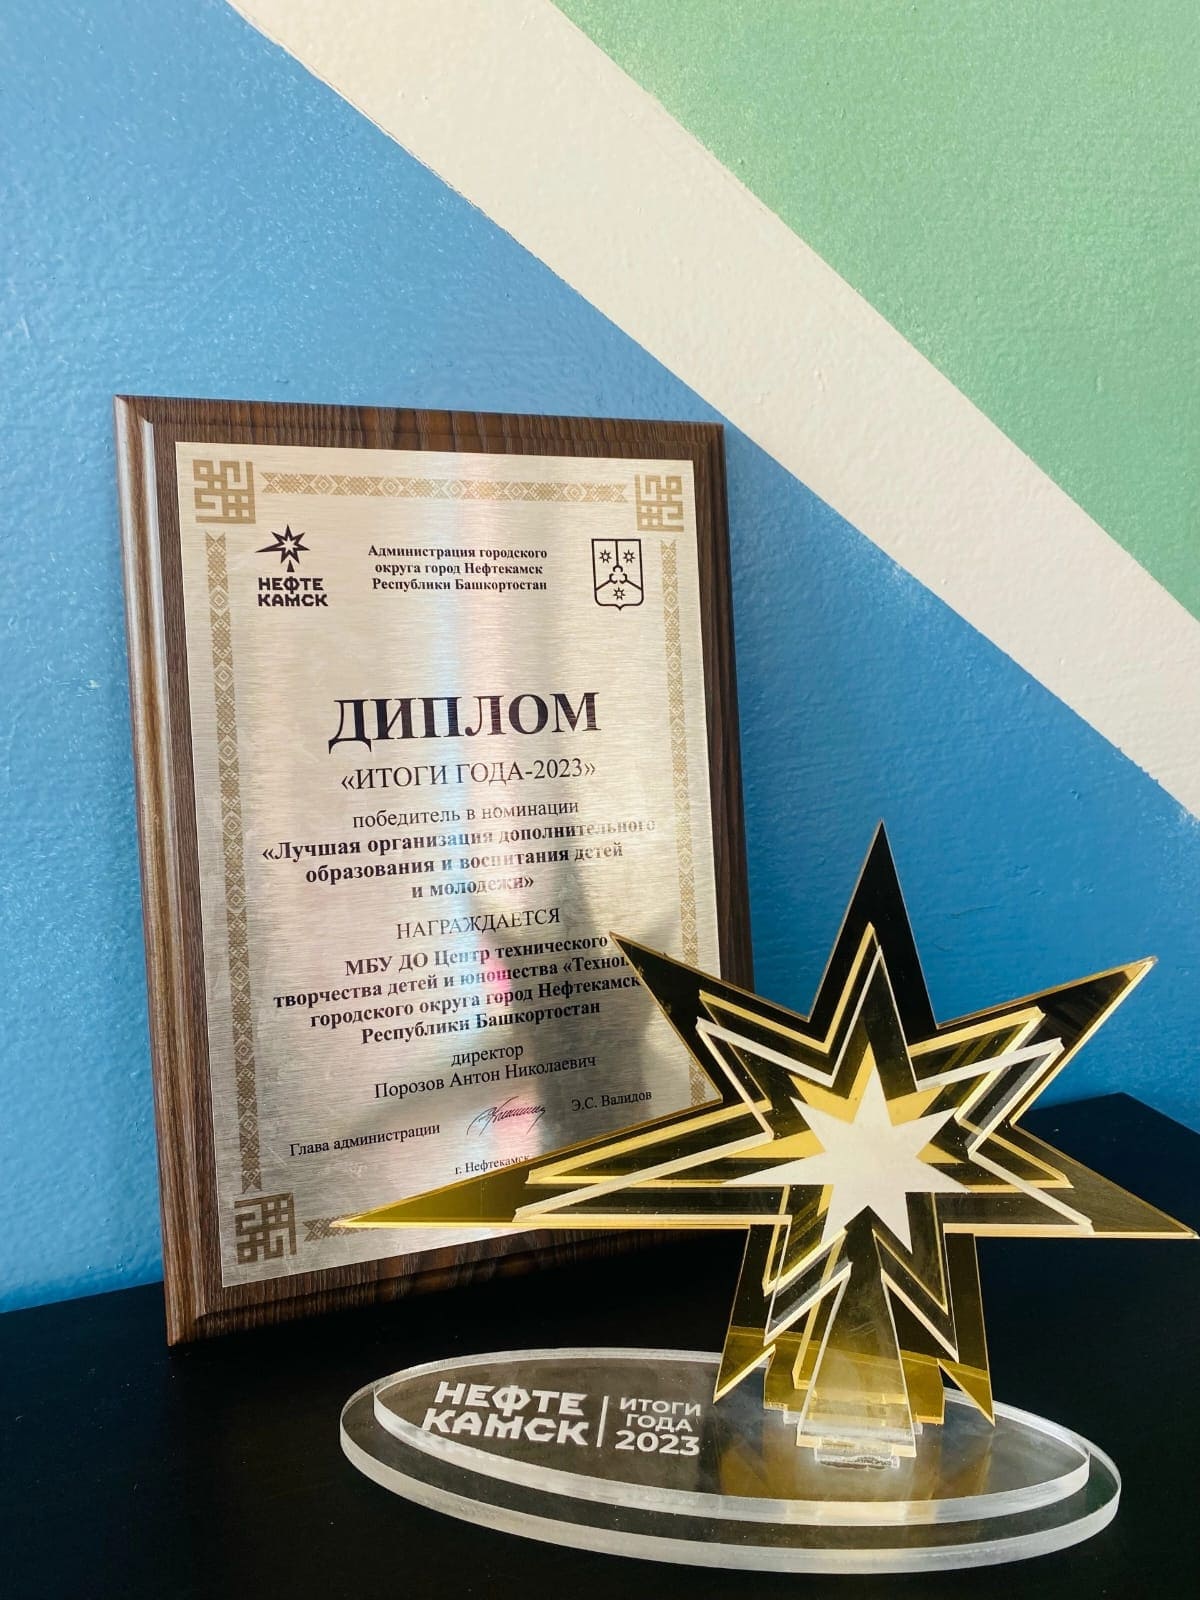 НЕФТЕ
КАМСК
Администрация городского
округа город Нефтекамск
Республики Башкортостан
ДИПЛОМ
«ИТОГИ ГОДА-2023»
победитель в номинации
«Лучшая организация дополнительного
образования и воспитания детей
и молодежи»
НАГРАЖДАЕТСЯ
МБУ ДО Центр технического
творчества детей и юношества
городского округа город Нефтекамск
Республики Башкортостан
директор
Порозов Антон Николаевич
Глава администрации Э.С. Валидов
г. Нефтекамск
НЕФТЕ
КАМСК
ИТОГИ
ГОДА
2023